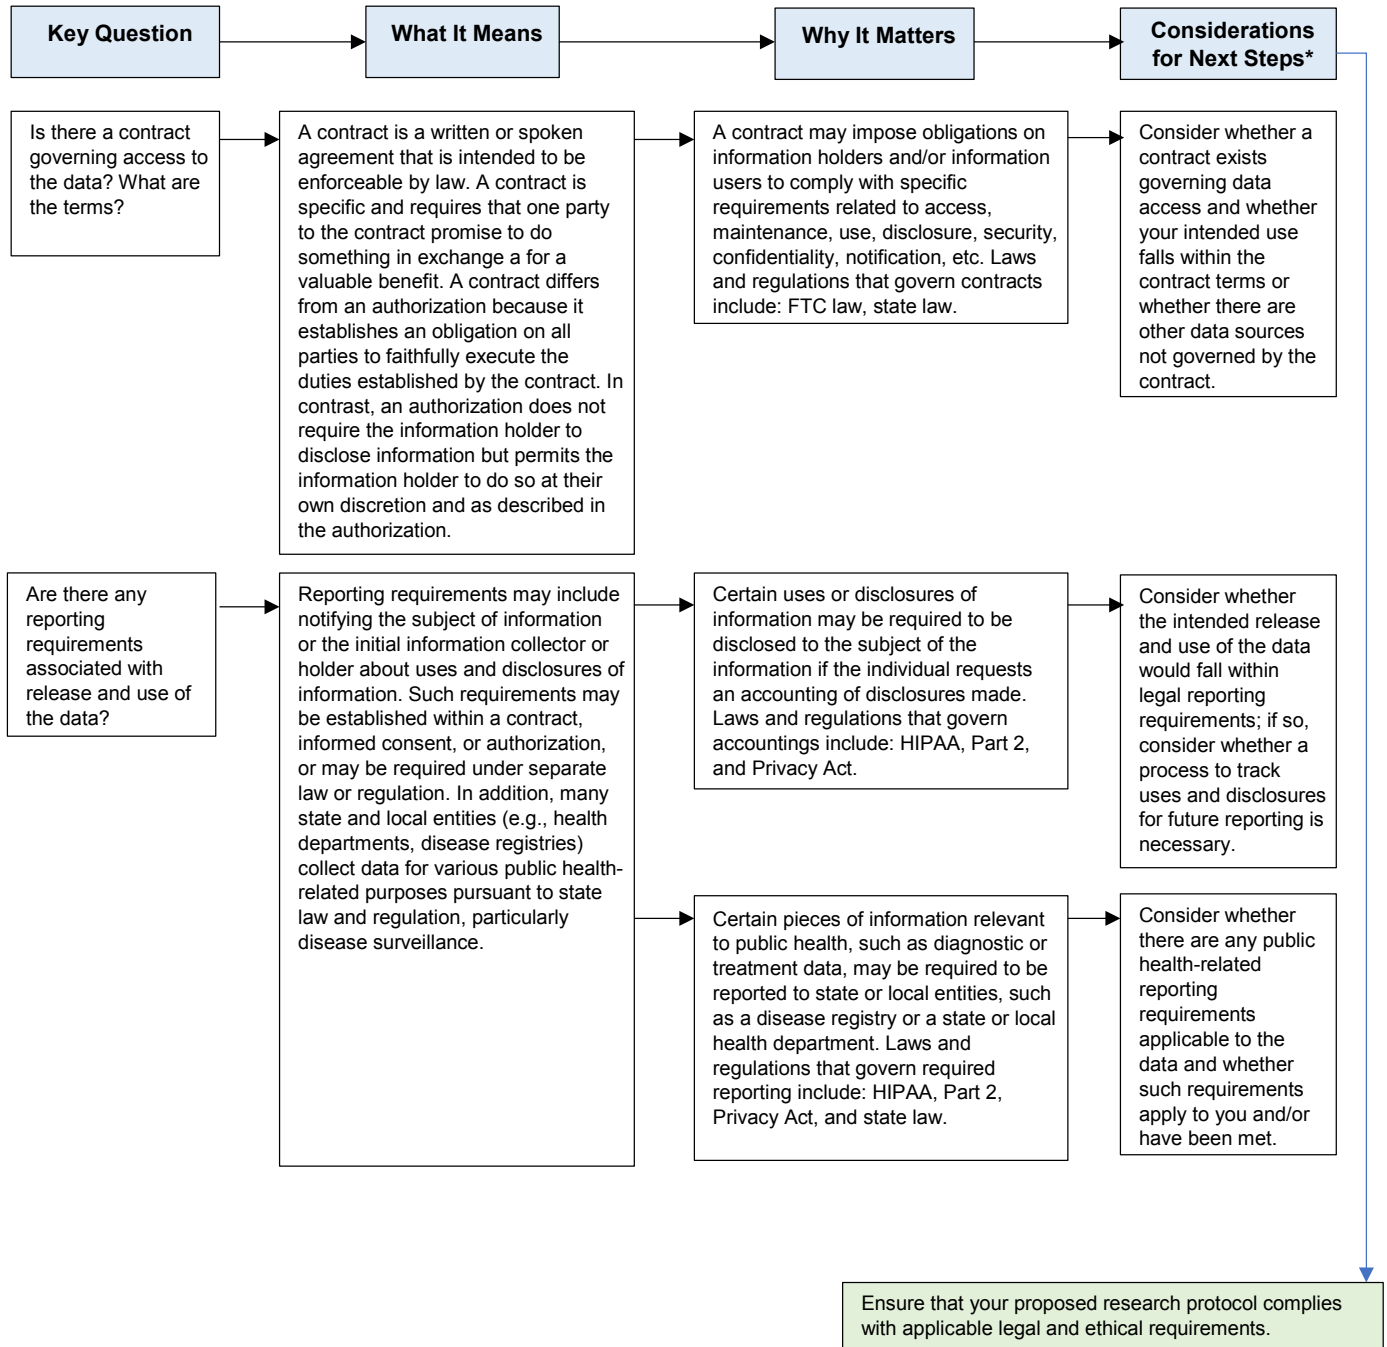 Key Question
What It Means
Why It Matters
Considerations
for Next Steps*
Is there a contract
governing access to
the data? What are
the terms?
A contract is a written or spoken
agreement that is intended to be
enforceable by law. A contract is
specific and requires that one party
to the contract promise to do
something in exchange a for a
valuable benefit. A contract differs
from an authorization because it
establishes an obligation on all
parties to faithfully execute the
duties established by the contract. In
contrast, an authorization does not
require the information holder to
disclose information but permits the
information holder to do so at their
own discretion and as described in
the authorization.
A contract may impose obligations on
information holders and/or information
users to comply with specific
requirements related to access,
maintenance, use, disclosure, security,
confidentiality, notification, etc. Laws
and regulations that govern contracts
include: FTC law, state law.
Consider whether a
contract exists
governing data
access and whether
your intended use
falls within the
contract terms or
whether there are
other data sources
not governed by the
contract.
Are there any
reporting
requirements
associated with
release and use of
the data?
Reporting requirements may include
notifying the subject of information
or the initial information collector or
holder about uses and disclosures of
information. Such requirements may
be established within a contract,
informed consent, or authorization,
or may be required under separate
law or regulation. In addition, many
state and local entities (e.g., health
departments, disease registries)
collect data for various public health-
related purposes pursuant to state
law and regulation, particularly
disease surveillance.
Certain uses or disclosures of
information may be required to be
disclosed to the subject of the
information if the individual requests
an accounting of disclosures made.
Laws and regulations that govern
accountings include: HIPAA, Part 2,
and Privacy Act.
Consider whether
the intended release
and use of the data
would fall within
legal reporting
requirements; if so,
consider whether a
process to track
uses and disclosures
for future reporting is
necessary.
Certain pieces of information relevant
to public health, such as diagnostic or
treatment data, may be required to be
reported to state or local entities, such
as a disease registry or a state or local
health department. Laws and
regulations that govern required
reporting include: HIPAA, Part 2,
Privacy Act, and state law.
Consider whether
there are any public
health-related
reporting
requirements
applicable to the
data and whether
such requirements
apply to you and/or
have been met.
Ensure that your proposed research protocol complies
with applicable legal and ethical requirements.